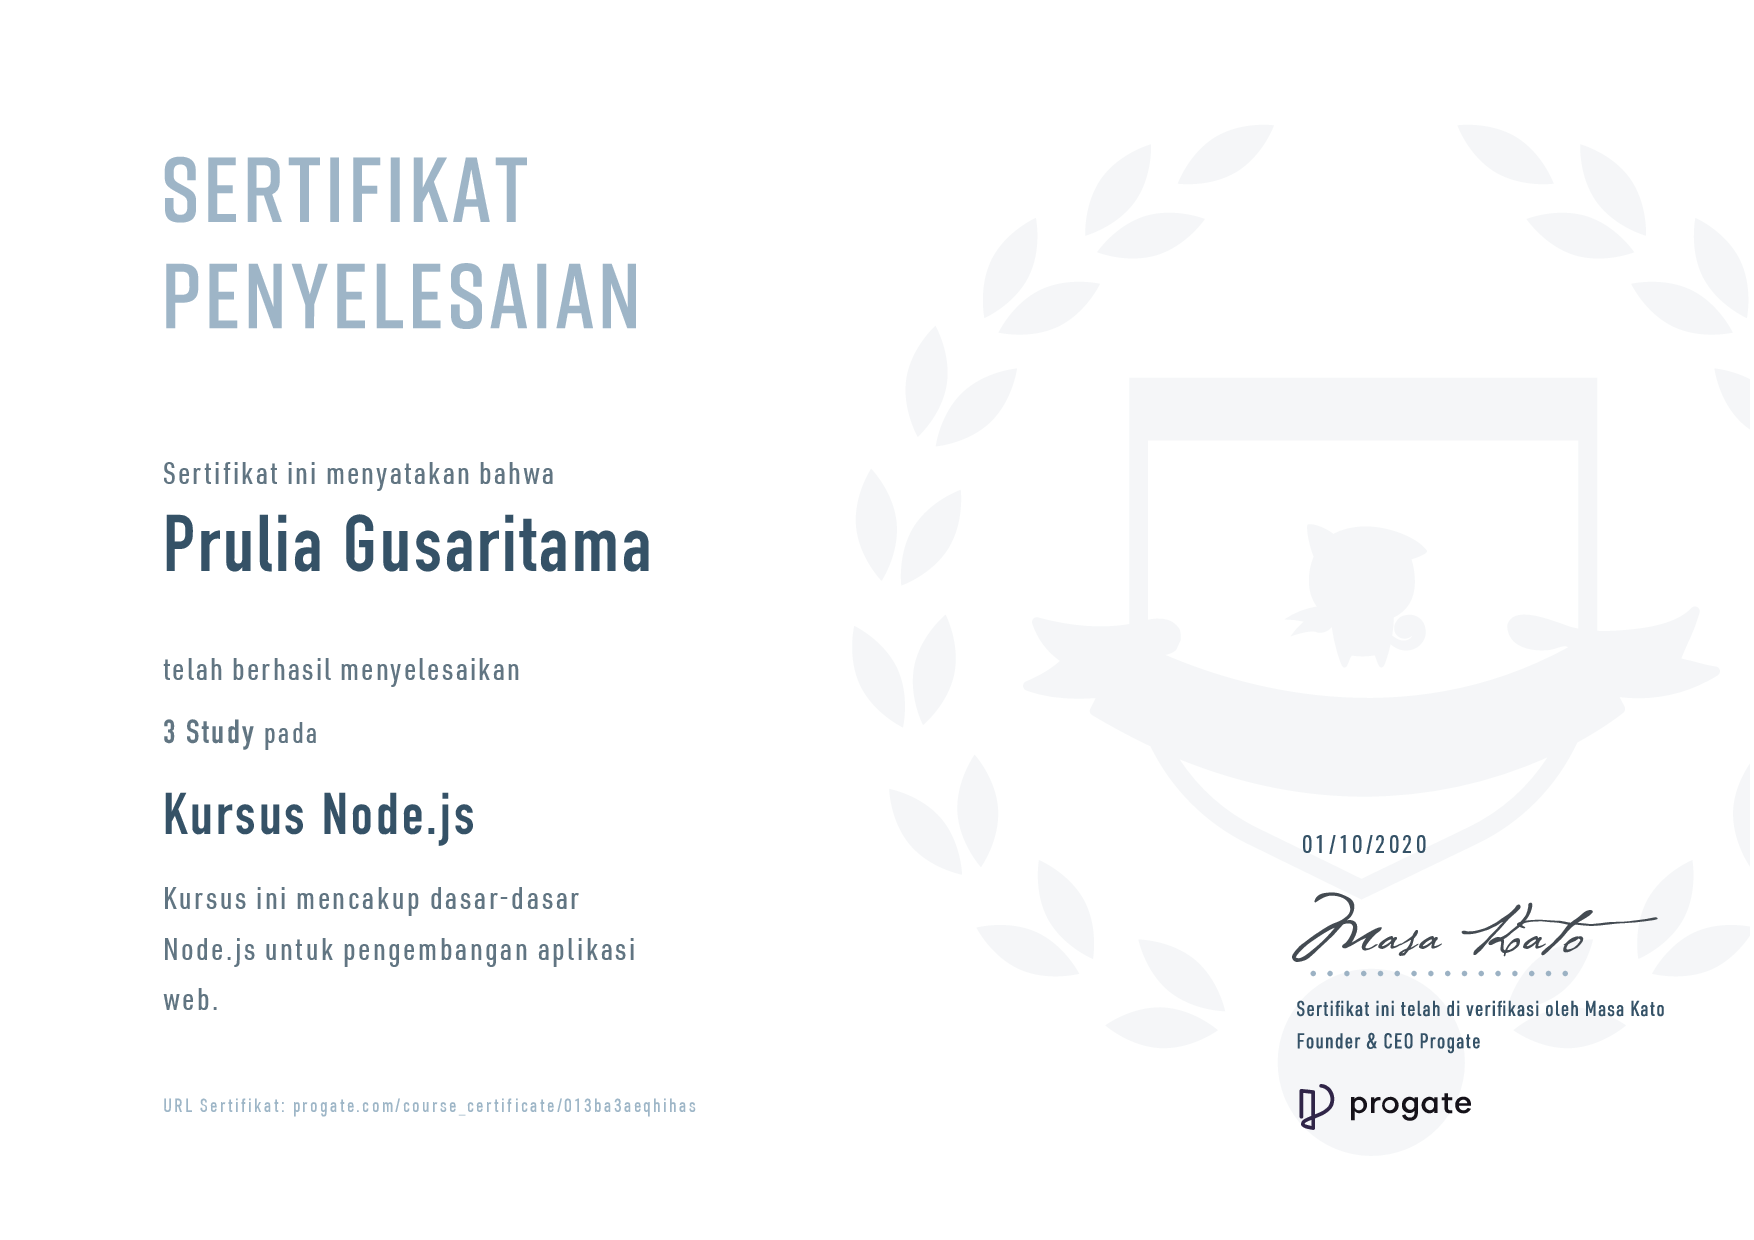 SERTIFIKAT
PENYELESAIAN
Sertifikat ini menyatakan bahwa
Prulia Gusaritama
telah berhasil menyelesaikan
3 Study pada
Kursus Node.js
Kursus ini mencakup dasar-dasar
Node.js untuk pengembangan aplikasi
web.
URL Sertifikat: progate.com/course_certificate/013ba3aeqhihas
01/10/2020
Masa Kato
Sertifikat ini telah di verifikasi oleh Masa Kato
Founder & CEO Progate
progate